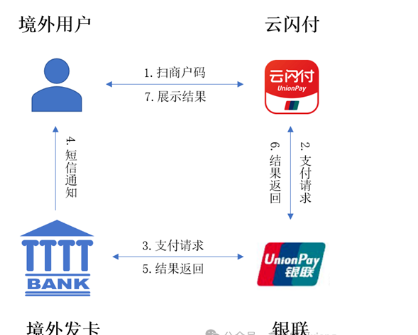 境外用户
云闪付
1. 扫商户码
7. 展示结果
云闪付
UnionPay
4. 短信通知
6. 结果返回
2. 支付请求
3. 支付请求
5. 结果返回
BANK
UnionPay
银联
境外发卡
银联
公众号